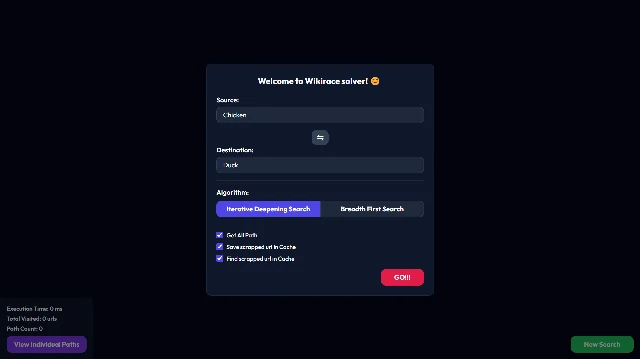 Welcome to Wikirace solver! 😊
Source:
Chicken
Destination:
Duck
Algorithm:
Iterative Deepening Search
Breadth First Search
Get All Path
Save scrapped url in Cache
Find scrapped url in Cache
GO!!!
Execution Time: 0 ms
Total Visited: 0 urls
Path Count: 0
View Individual Paths
New Search